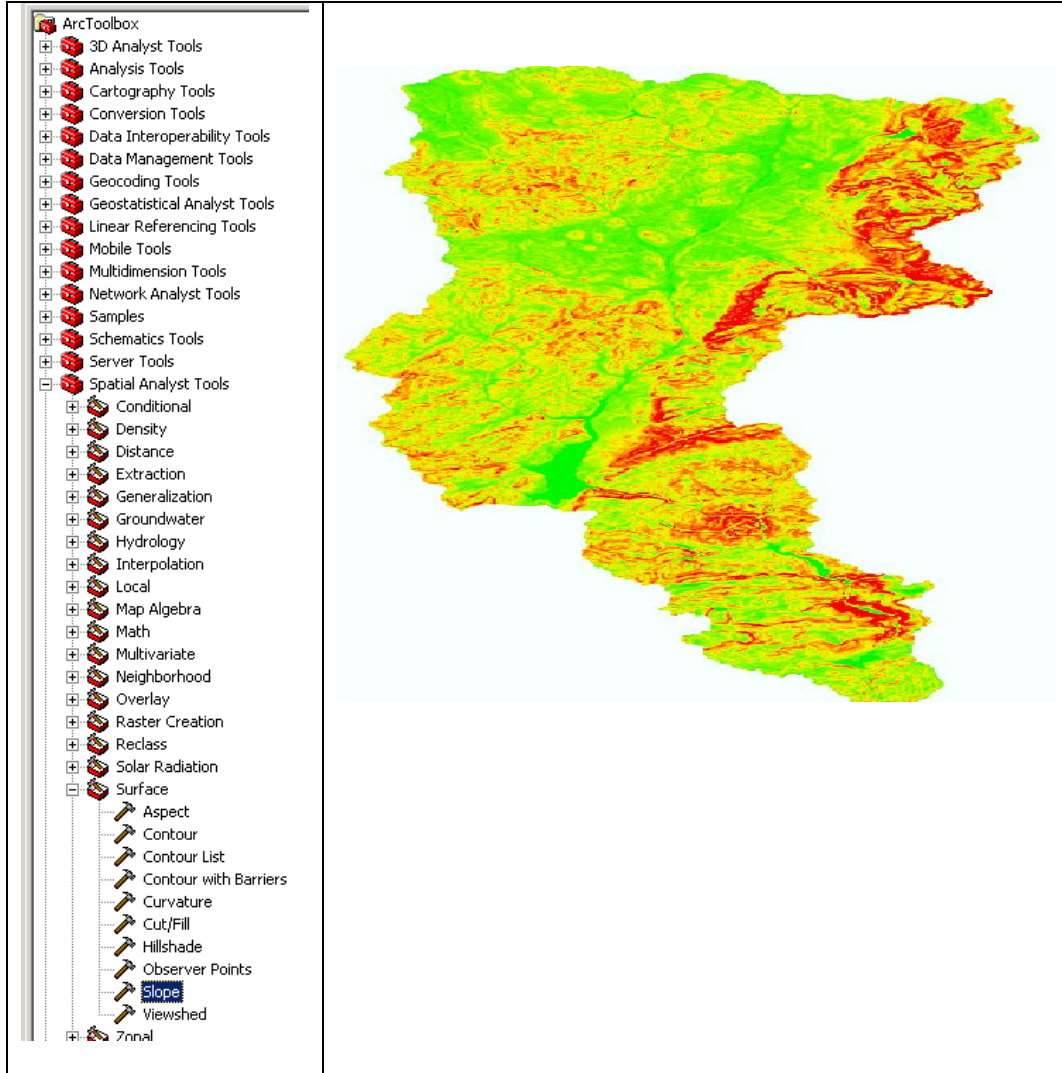 ArcToolbox
3D Analyst Tools
Analysis Tools
Cartography Tools
Conversion Tools
Data Interoperability Tools
Data Management Tools
Geocoding Tools
Geostatistical Analyst Tools
Linear Referencing Tools
Mobile Tools
Multidimension Tools
Network Analyst Tools
Samples
Schematics Tools
Server Tools
Spatial Analyst Tools
Conditional
Density
Distance
Extraction
Generalization
Groundwater
Hydrology
Interpolation
Local
Map Algebra
Math
Multivariate
Neighborhood
Overlay
Raster Creation
Reclass
Solar Radiation
Surface
Aspect
Contour
Contour List
Contour with Barriers
Curvature
Cut/Fill
Hillshade
Observer Points
Slope
Viewshed
Zonal